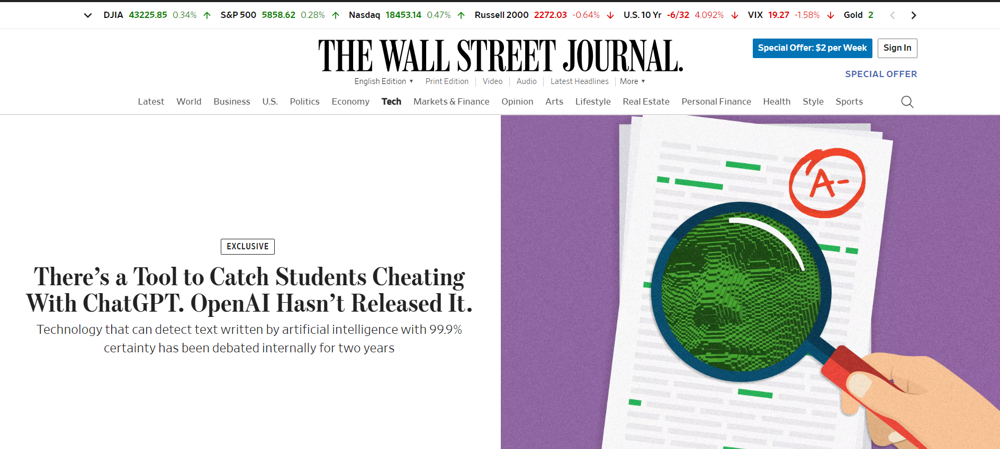 DJIA 43225.85 0.34% S&P 500 5858.62 0.28% Nasdaq 18453.14 0.47% Russell 2000 2272.03 -0.64% U.S. 10 Yr -6/32 4.092% VIX 19.27 -1.58% Gold 2
THE WALL STREET JOURNAL.
Special Offer: $2 per Week Sign In
SPECIAL OFFER
English Edition Print Edition Video Audio Latest Headlines More
Latest World Business U.S. Politics Economy Tech Markets & Finance Opinion Arts Lifestyle Real Estate Personal Finance Health Style Sports
A-
EXCLUSIVE
There’s a Tool to Catch Students Cheating
With ChatGPT. OpenAI Hasn’t Released It.
Technology that can detect text written by artificial intelligence with 99.9%
certainty has been debated internally for two years